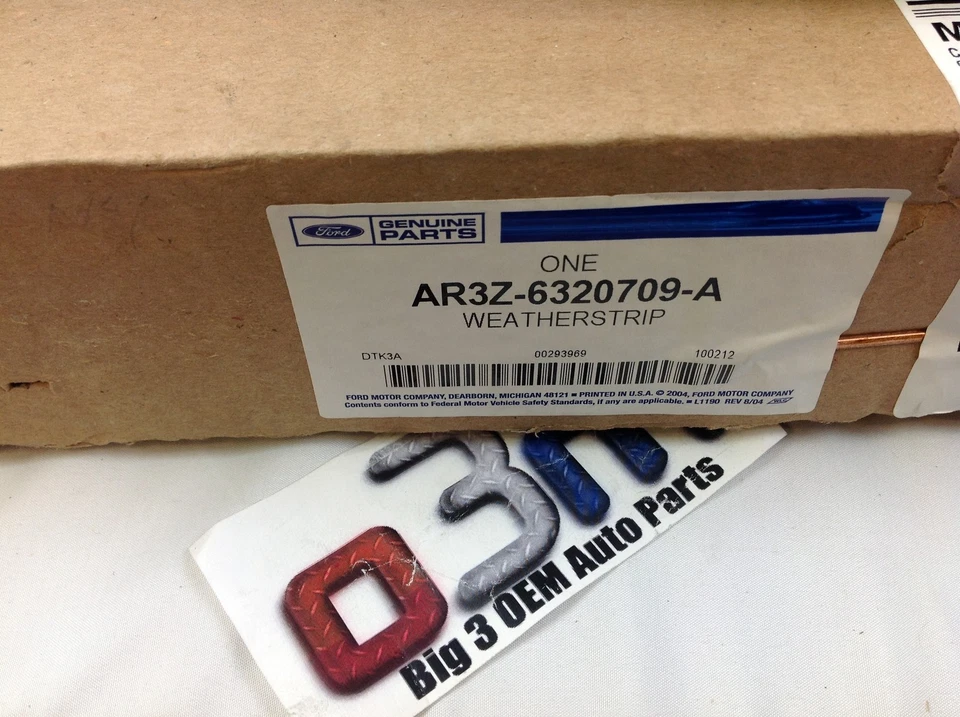 M
Ford GENUINE PARTS
ONE
AR3Z-6320709-A
WEATHERSTRIP
DTK3A 00293969 100212
FORD MOTOR COMPANY, DEARBORN, MICHIGAN 48121 ■ PRINTED IN U.S.A. © 2004, FORD MOTOR COMPANY
Contents conform to Federal Motor Vehicle Safety Standards, if any are applicable. ■ L1190 REV 8/04
Big 3 OEM Auto Parts